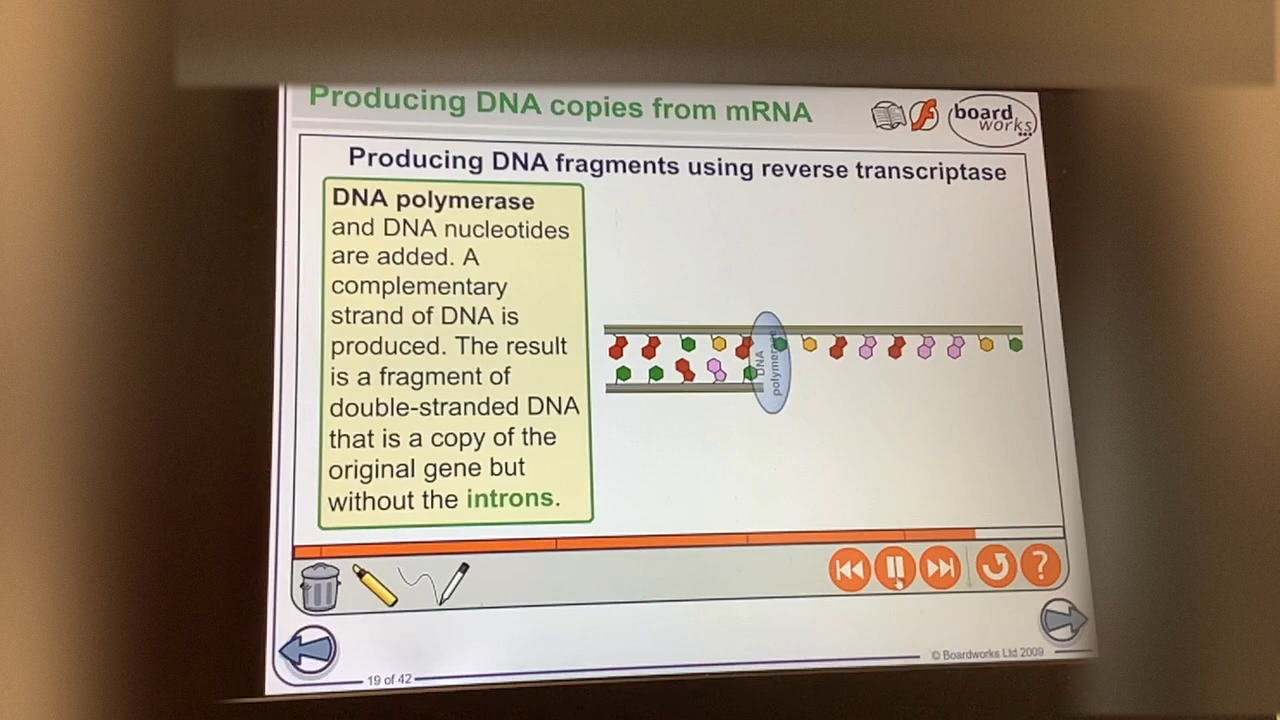 Producing DNA copies from mRNA
board
works
Producing DNA fragments using reverse transcriptase
DNA polymerase
and DNA nucleotides
are added. A
complementary
strand of DNA is
produced. The result
is a fragment of
double-stranded DNA
that is a copy of the
original gene but
without the introns.
DNA
polymerase
?
19 of 42
© Boardworks Ltd 2009